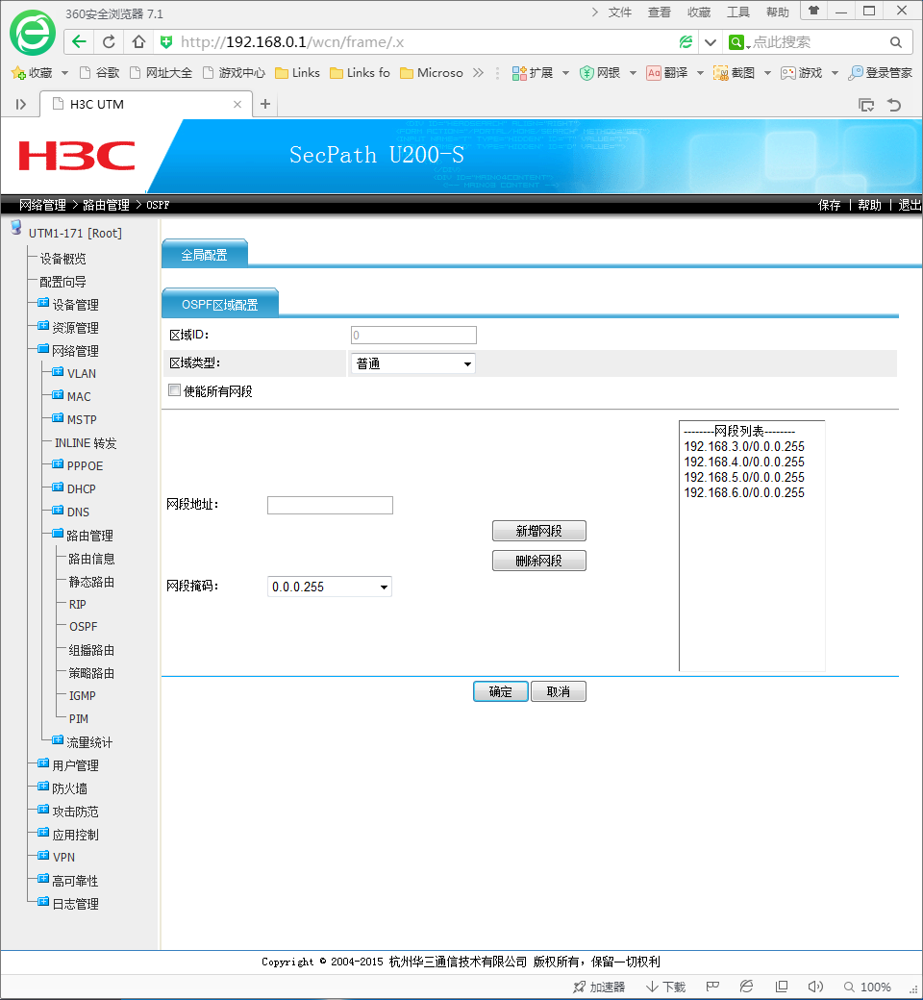 360安全浏览器 7.1
文件 查看 收藏 工具 帮助
http://192.168.0.1/wcn/frame/.x
点此搜索
收藏 谷歌 网址大全 游戏中心 Links Links fo Microso 扩展 网银 翻译 截图 游戏 登录管家
H3C UTM
H3C
SecPath U200-S
网络管理 > 路由管理 > OSPF
保存 | 帮助 | 退出
UTM1-171 [Root]
设备概览
配置向导
设备管理
资源管理
网络管理
VLAN
MAC
MSTP
INLINE 转发
PPPOE
DHCP
DNS
路由管理
路由信息
静态路由
RIP
OSPF
组播路由
策略路由
IGMP
PIM
流量统计
用户管理
防火墙
攻击防范
应用控制
VPN
高可靠性
日志管理
全局配置
OSPF区域配置
区域ID: 0
区域类型: 普通
使能所有网段
网段地址:
网段掩码: 0.0.0.255
新增网段
删除网段
--------网段列表--------
192.168.3.0/0.0.0.255
192.168.4.0/0.0.0.255
192.168.5.0/0.0.0.255
192.168.6.0/0.0.0.255
确定 取消
Copyright © 2004-2015 杭州华三通信技术有限公司 版权所有，保留一切权利
加速器 下载 100%